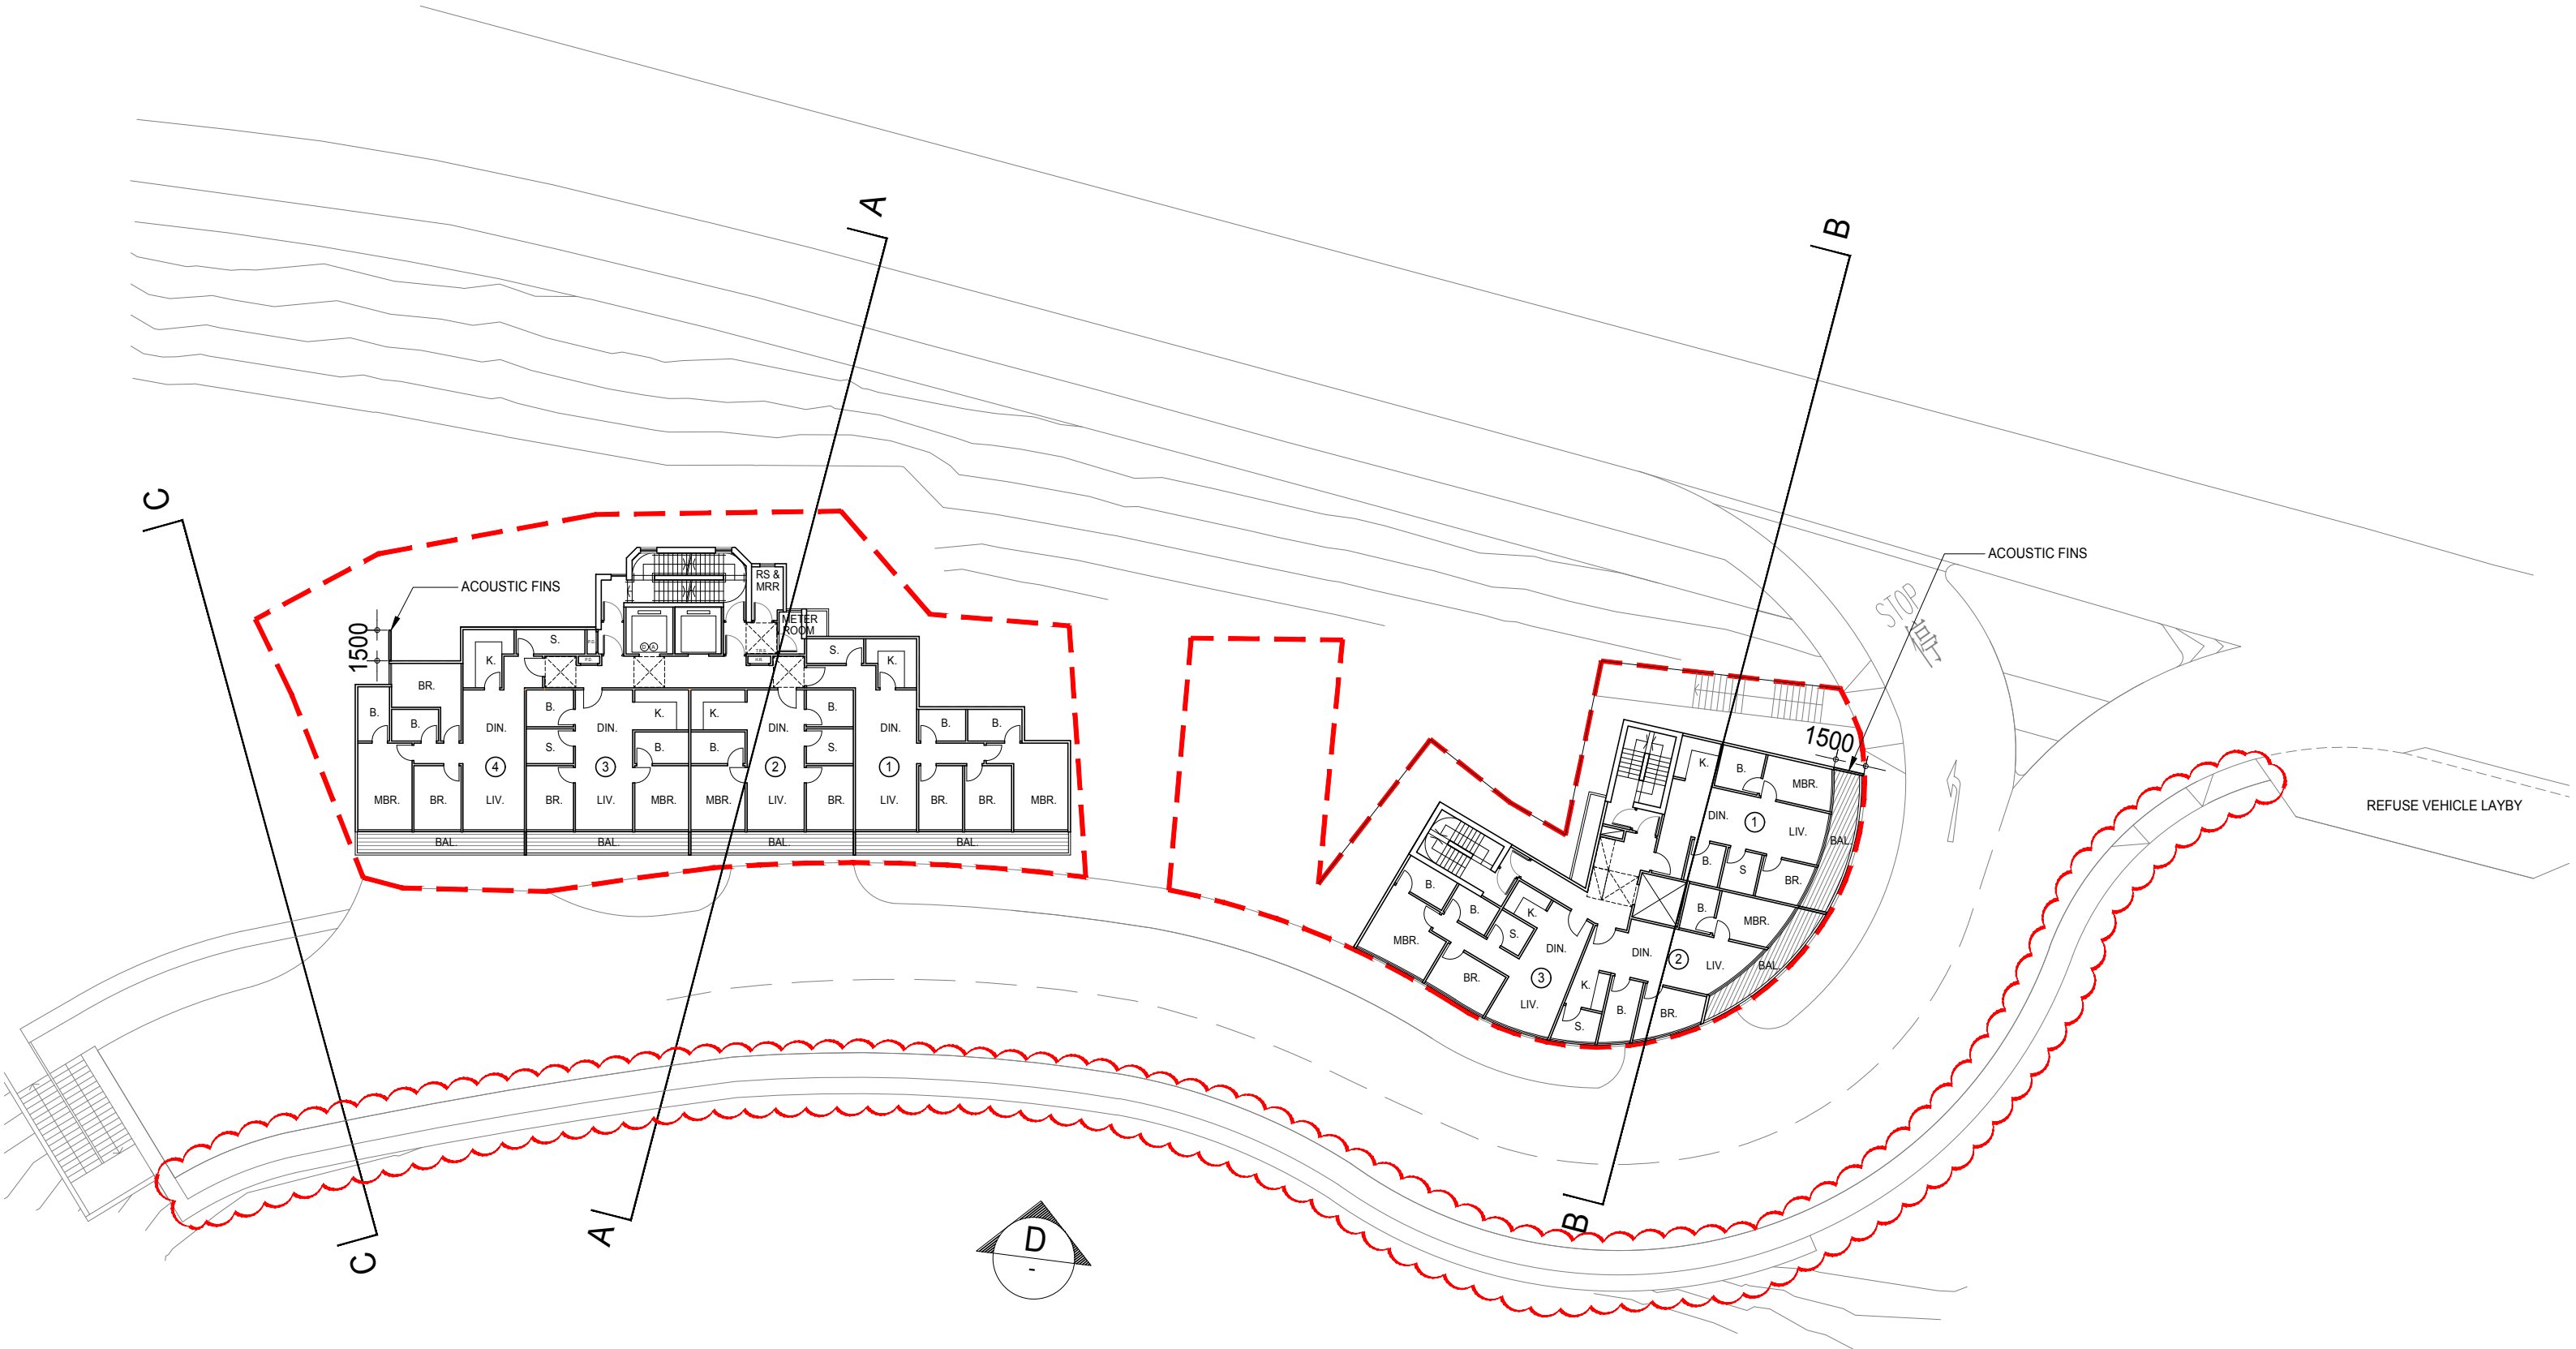 A
B
C
ACOUSTIC FINS
STOP
停
ACOUSTIC FINS
RS &
MRR
METER
ROOM
1500
S.
K.
BR.
B.
B.
DIN.
4
MBR.
BR.
LIV.
BAL.
B.
S.
DIN.
K.
B.
3
BR.
LIV.
MBR.
BAL.
D
A
T.R.S.
K.
B.
DIN.
B.
S.
2
MBR.
LIV.
BR.
BAL.
S.
K.
DIN.
B.
B.
1
LIV.
BR.
BR.
MBR.
BAL.
1500
K.
B.
MBR.
DIN.
1
LIV.
BAL.
B.
S
BR.
B.
MBR.
DIN.
2
LIV.
BAL.
K.
B.
BR.
S.
B.
B.
K.
S.
MBR.
DIN.
BR.
3
LIV.
REFUSE VEHICLE LAYBY
C
A
B
D
-